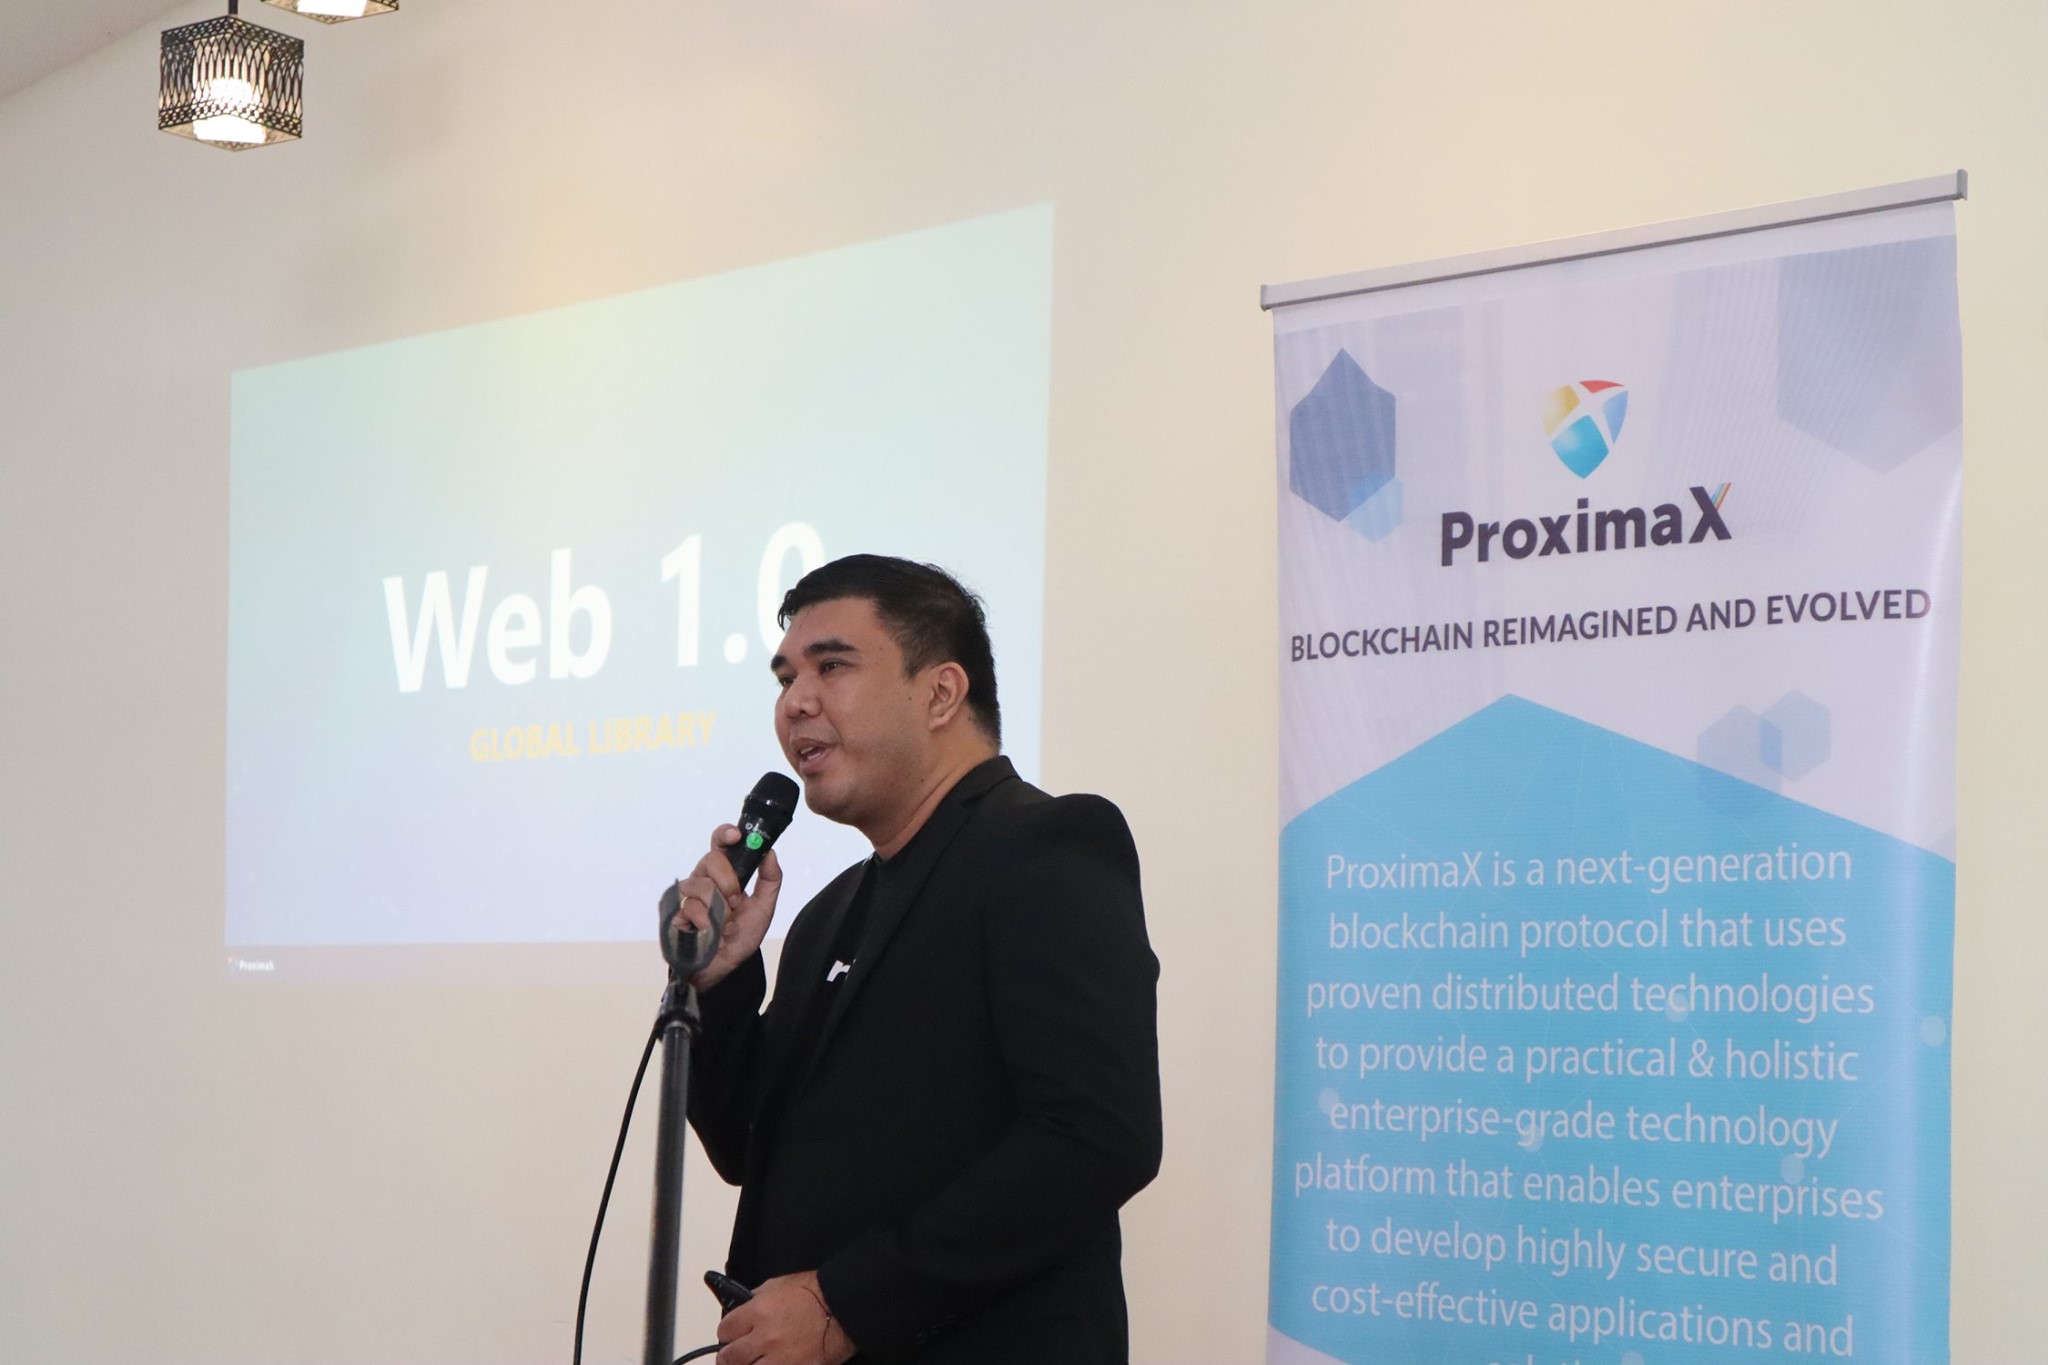 Web 1.0
GLOBAL LIBRARY
ProximaX
ProximaX
BLOCKCHAIN REIMAGINED AND EVOLVED
ProximaX is a next-generation
blockchain protocol that uses
proven distributed technologies
to provide a practical & holistic
enterprise-grade technology
platform that enables enterprises
to develop highly secure and
cost-effective applications and